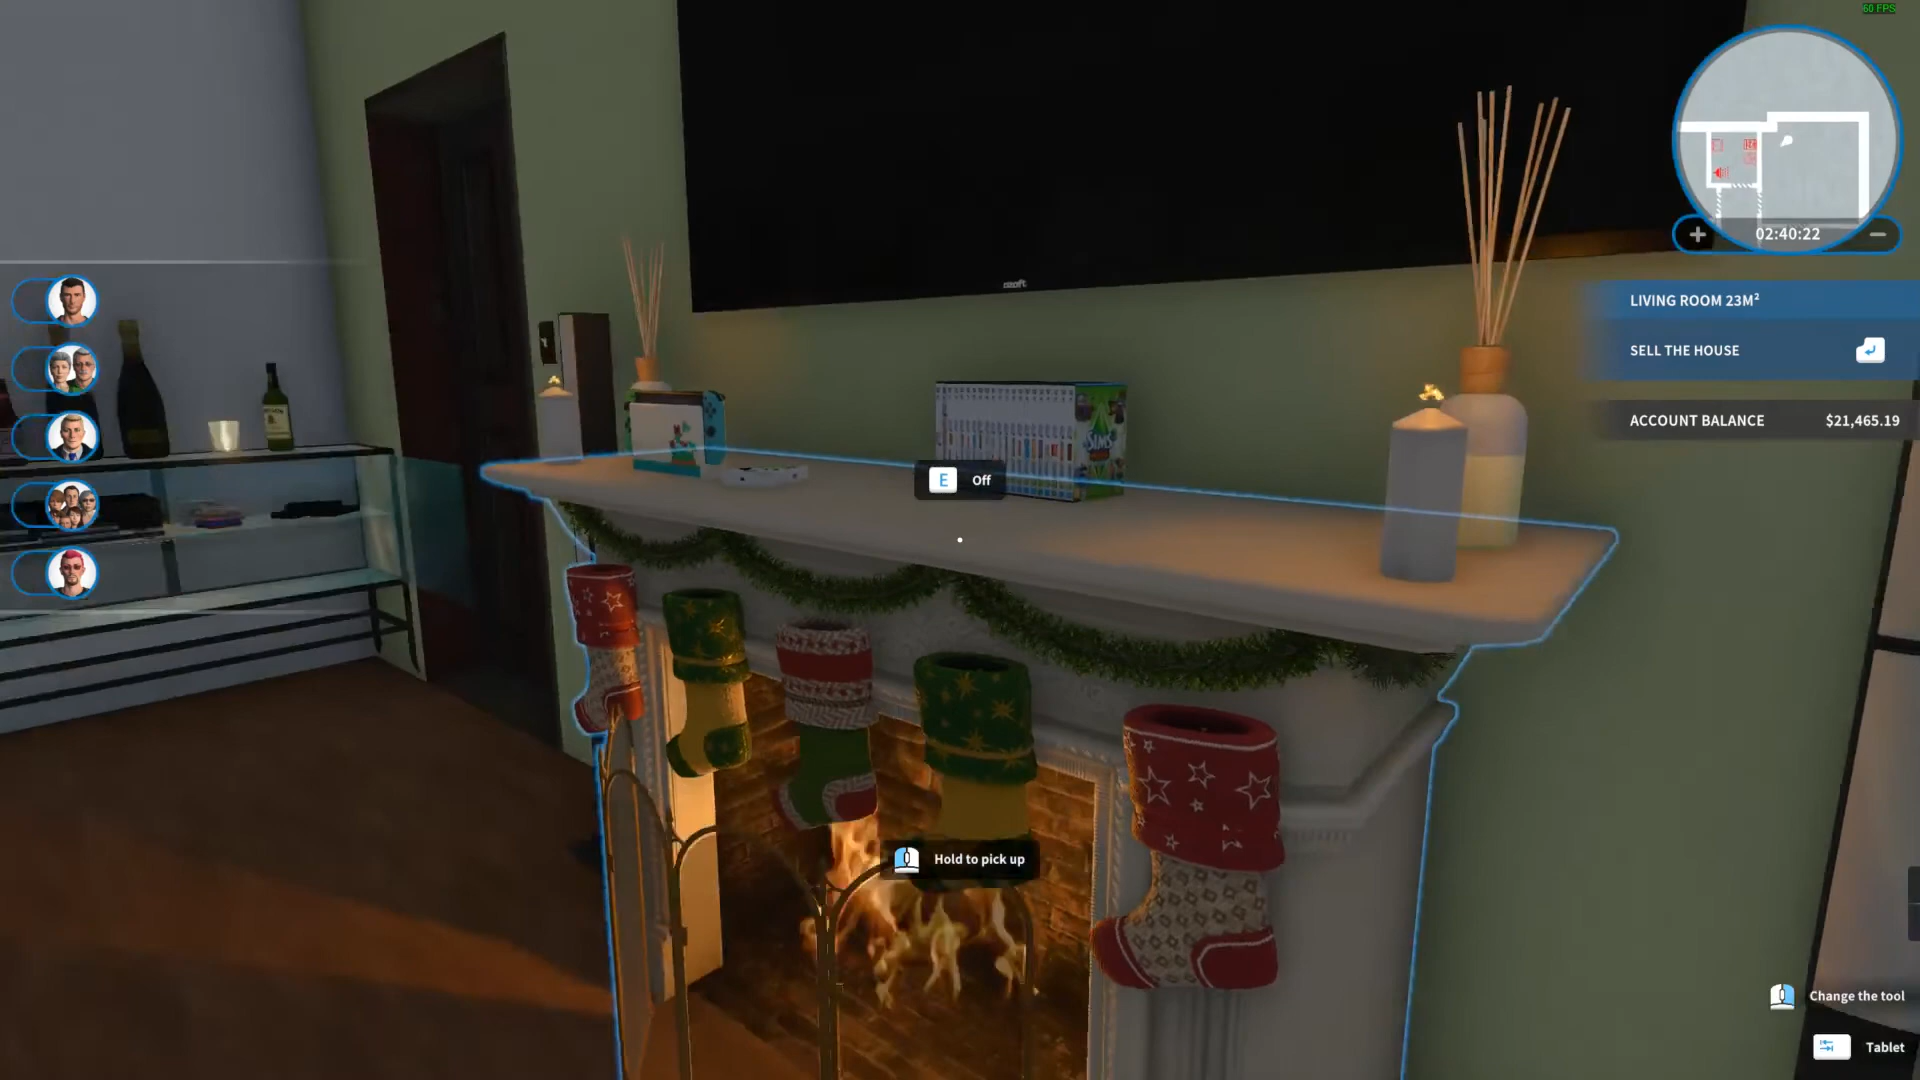 60 FPS
02:40:22
LIVING ROOM 23M²
SELL THE HOUSE
ACCOUNT BALANCE $21,465.19
E Off
SIMS
Hold to pick up
Change the tool
Tablet